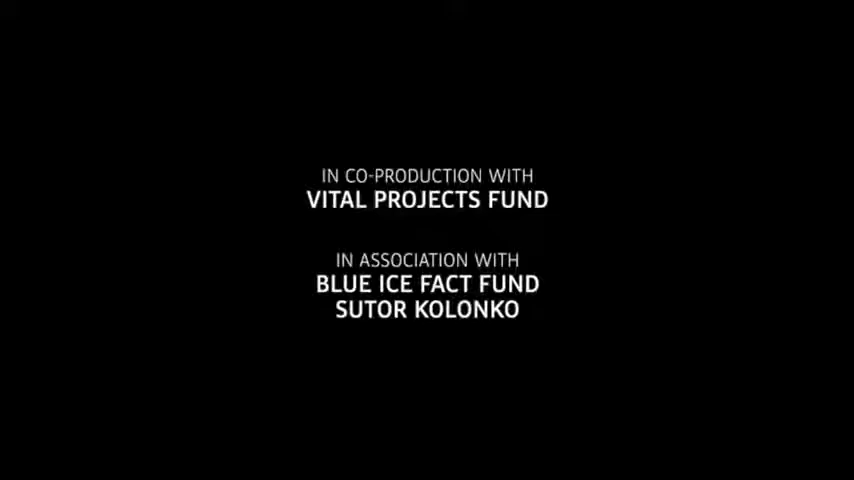 IN CO-PRODUCTION WITH
VITAL PROJECTS FUND
IN ASSOCIATION WITH
BLUE ICE FACT FUND
SUTOR KOLONKO